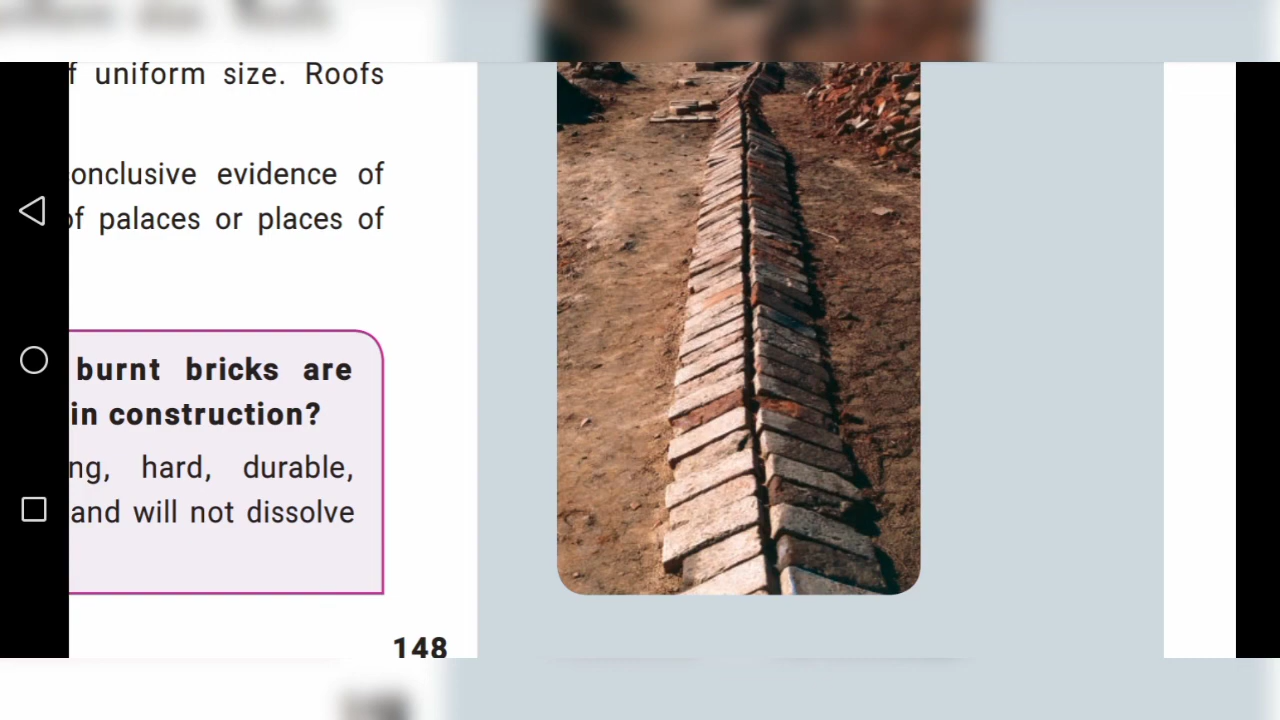 f uniform size. Roofs
onclusive evidence of
of palaces or places of
burnt bricks are
in construction?
ng, hard, durable,
and will not dissolve
148